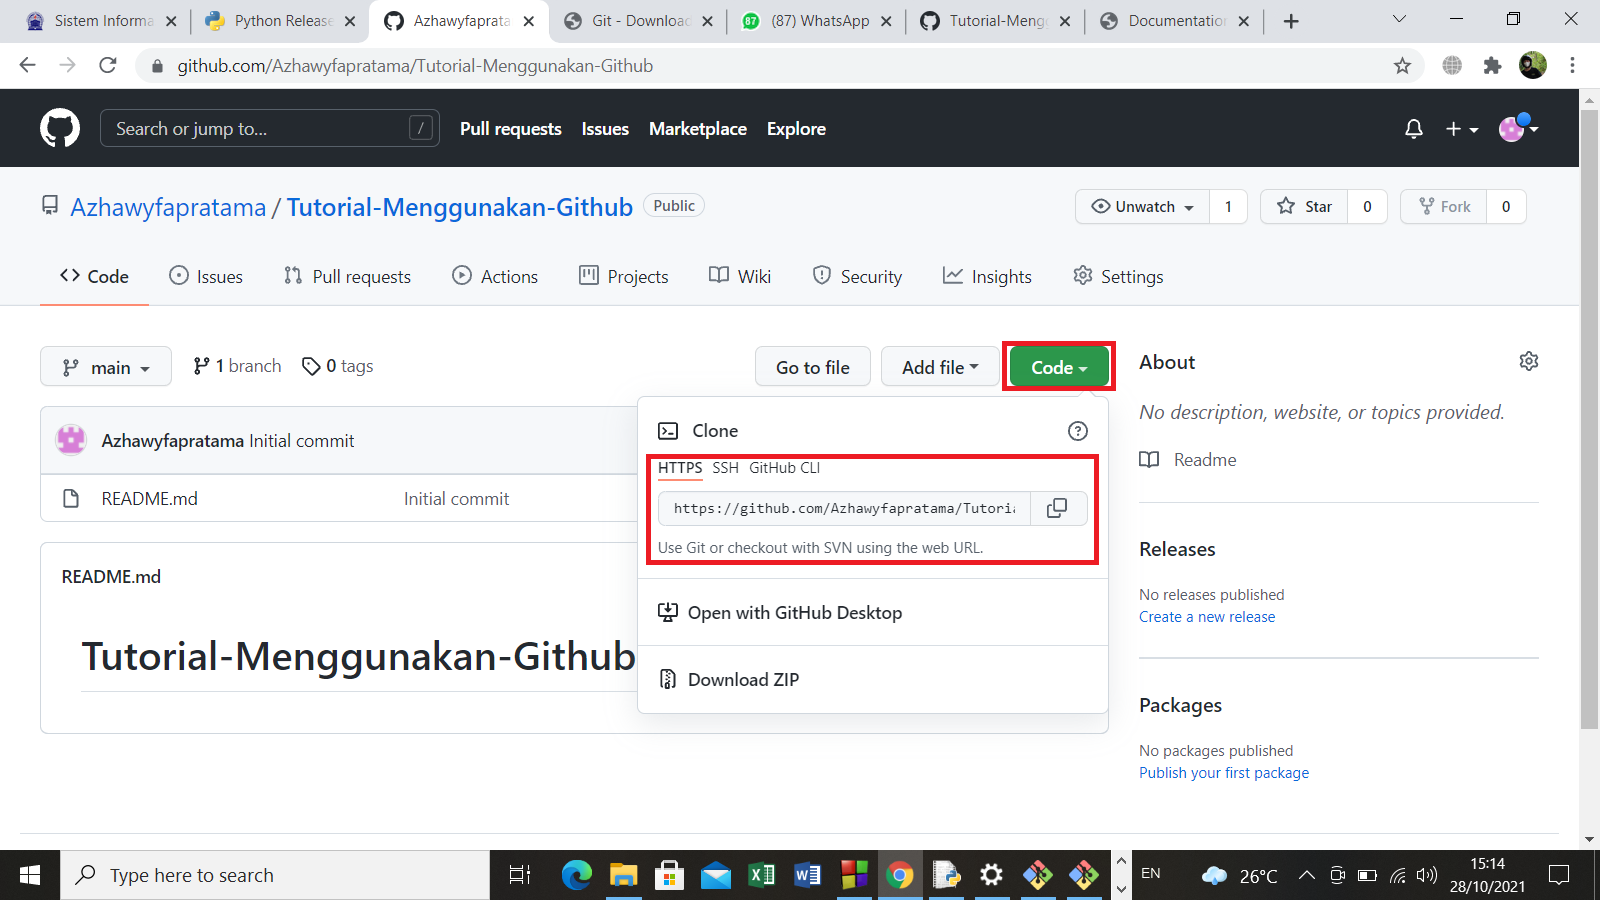 Sistem Informa
Python Release
Azhawyfaprata
Git - Download
87
(87) WhatsApp
Tutorial-Meng
Documentation
github.com/Azhawyfapratama/Tutorial-Menggunakan-Github
Search or jump to...
/
Pull requests
Issues
Marketplace
Explore
Azhawyfapratama / Tutorial-Menggunakan-Github
Public
Unwatch
1
Star
0
Fork
0
Code
Issues
Pull requests
Actions
Projects
Wiki
Security
Insights
Settings
main
1 branch
0 tags
Go to file
Add file
Code
About
No description, website, or topics provided.
Readme
Azhawyfapratama Initial commit
README.md
Initial commit
Clone
HTTPS SSH GitHub CLI
https://github.com/Azhawyfapratama/Tutoria
Use Git or checkout with SVN using the web URL.
Open with GitHub Desktop
Download ZIP
README.md
Tutorial-Menggunakan-Github
Releases
No releases published
Create a new release
Packages
No packages published
Publish your first package
Type here to search
EN
26°C
15:14
28/10/2021